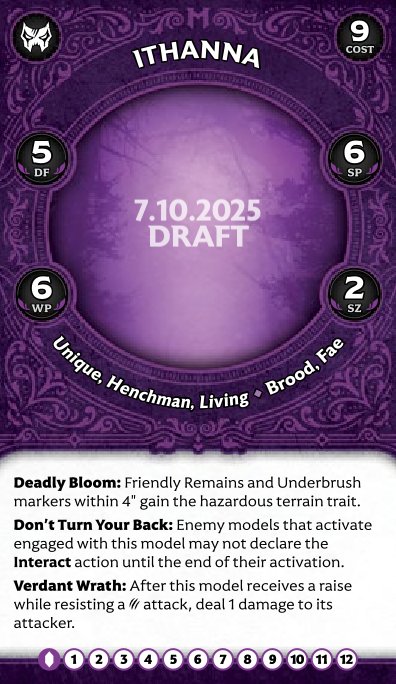 ITHANNA
9
COST
5
DF
6
SP
7.10.2025
DRAFT
6
WP
2
SZ
Unique, Henchman, Living ◆ Brood, Fae
Deadly Bloom: Friendly Remains and Underbrush
markers within 4" gain the hazardous terrain trait.
Don't Turn Your Back: Enemy models that activate
engaged with this model may not declare the
Interact action until the end of their activation.
Verdant Wrath: After this model receives a raise
while resisting a attack, deal 1 damage to its
attacker.
1 2 3 4 5 6 7 8 9 10 11 12